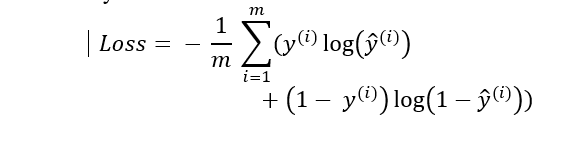 | Loss = − 1/m ∑_{i=1}^{m} (y^{(i)} log(ŷ^{(i)})
+ (1 − y^{(i)}) log(1 − ŷ^{(i)}))